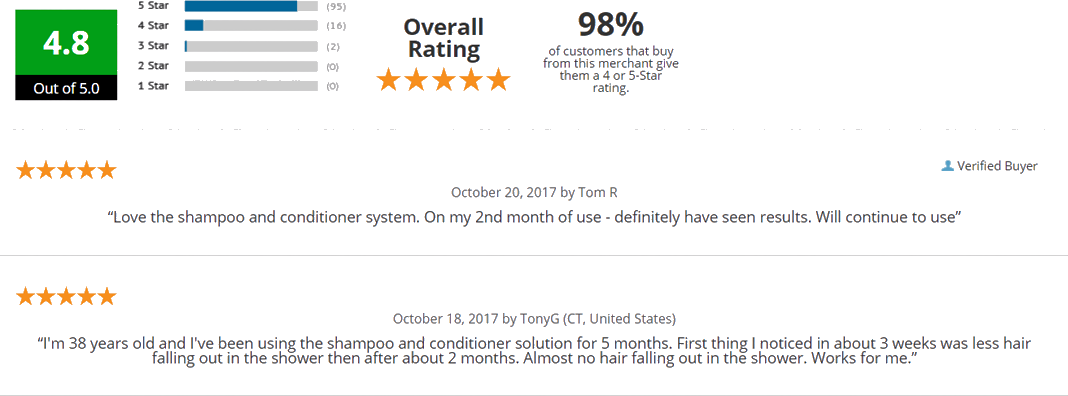 4.8
Out of 5.0
5 Star (95)
4 Star (16)
3 Star (2)
2 Star (0)
1 Star (0)
Overall
Rating
98%
of customers that buy
from this merchant give
them a 4 or 5-Star
rating.
Verified Buyer
October 20, 2017 by Tom R
“Love the shampoo and conditioner system. On my 2nd month of use - definitely have seen results. Will continue to use”
October 18, 2017 by TonyG (CT, United States)
“I'm 38 years old and I've been using the shampoo and conditioner solution for 5 months. First thing I noticed in about 3 weeks was less hair
falling out in the shower then after about 2 months. Almost no hair falling out in the shower. Works for me.”